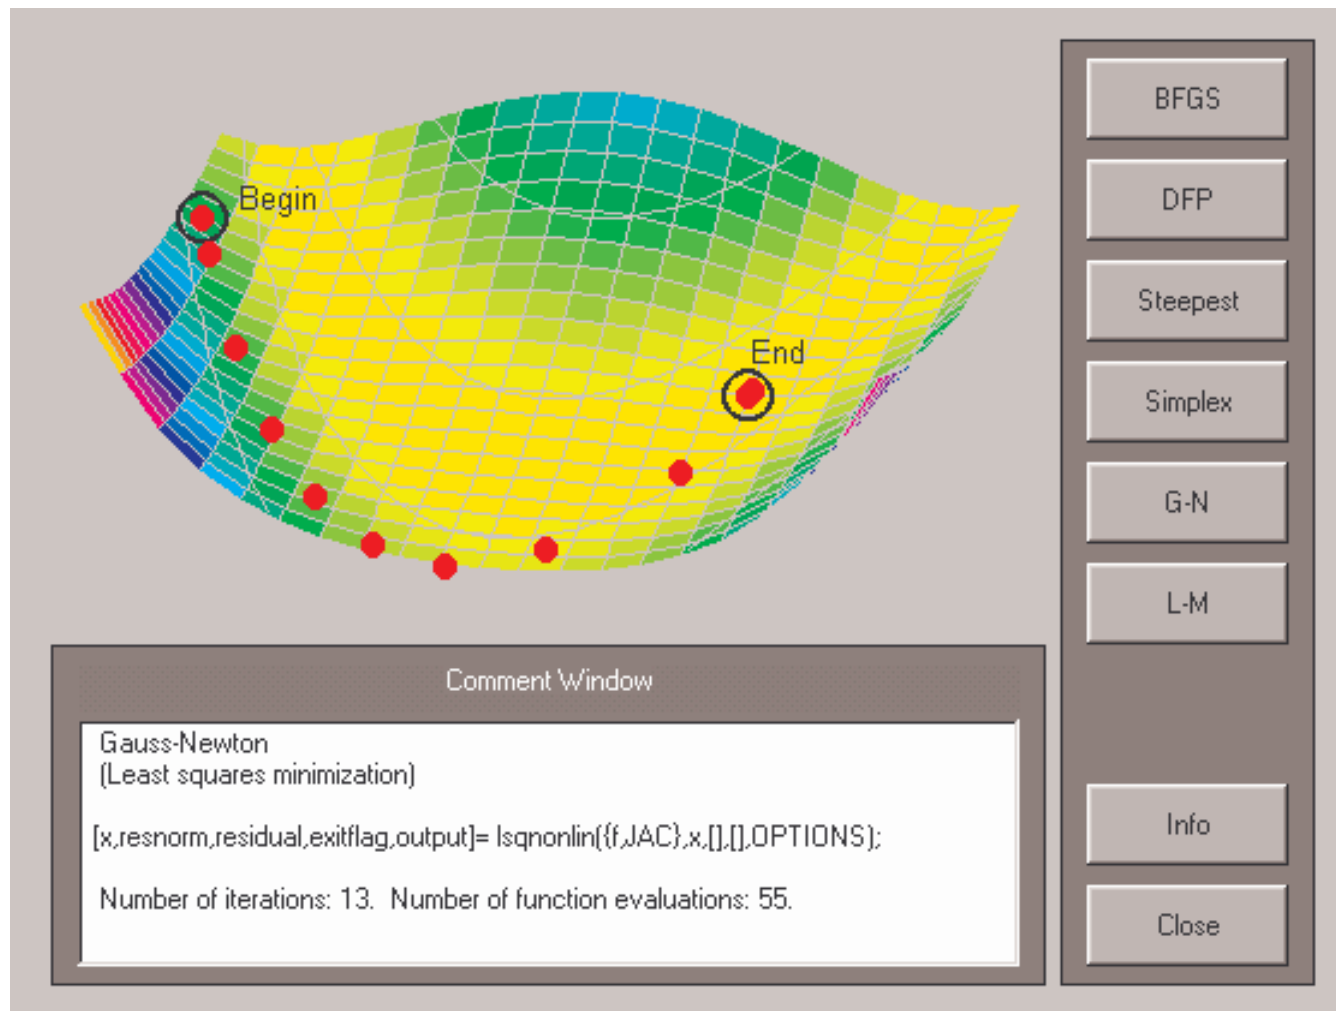 Begin
End
BFGS
DFP
Steepest
Simplex
G-N
L-M
Info
Close
Comment Window
Gauss-Newton
(Least squares minimization)
[x,resnorm,residual,exitflag,output]= lsqnonlin({f,JAC},x,[],[],OPTIONS);
Number of iterations: 13.  Number of function evaluations: 55.